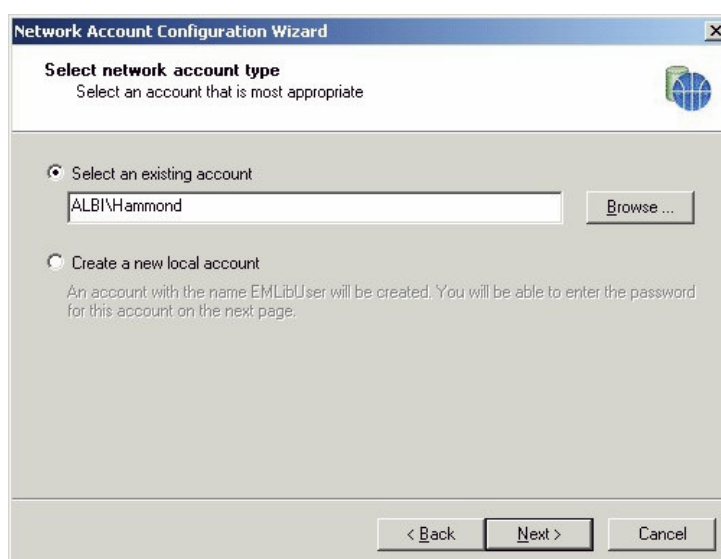 Network Account Configuration Wizard
Select network account type
Select an account that is most appropriate
Select an existing account
ALBI\Hammond
Browse ...
Create a new local account
An account with the name EMLibUser will be created. You will be able to enter the password
for this account on the next page.
< Back
Next >
Cancel